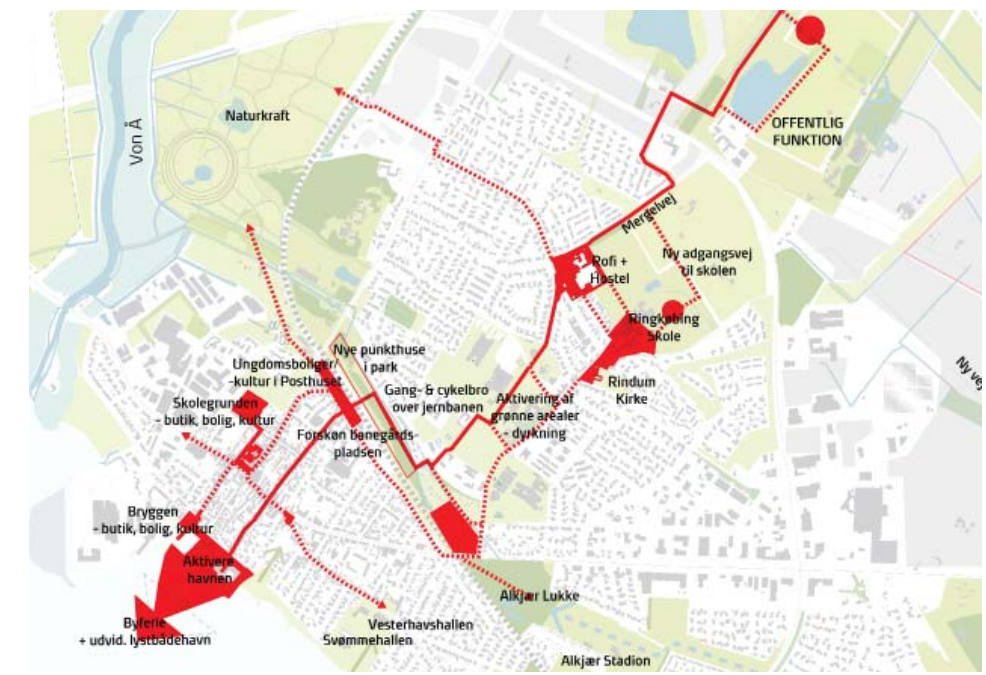 Naturkraft
Von Å
OFFENTLIG
FUNKTION
Mergelvej
Rofi +
Hostel
Ny adgangsvej
til skolen
Ringkøbing
Skole
Rindum
Kirke
Ny vej
Nye punkthuse
i park
Ungdomsboliger/
-kultur i Posthuset
Gang- & cykelbro
over jernbanen
Aktivering af
grønne arealer
- dyrkning
Skolegrunden
- butik, bolig, kultur
Forskøn banegårds-
pladsen
Bryggen
- butik, bolig, kultur
Aktivere
havnen
Byferie
+ udvid. lystbådehavn
Alkjær Lukke
Vesterhavshallen
Svømmehallen
Alkjær Stadion